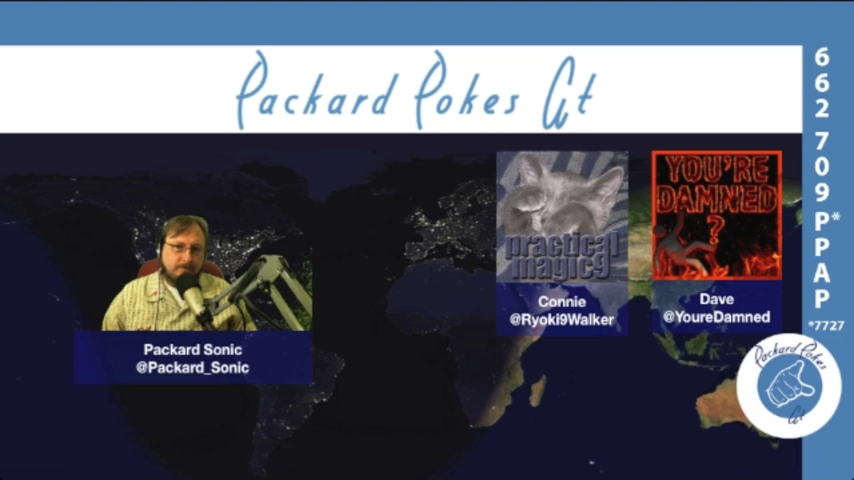 Packard Pokes At
YOU'RE
DAMNED
?
practical
magic9
Connie
@Ryoki9Walker
Dave
@YoureDamned
Packard Sonic
@Packard_Sonic
662 709 P*PAP
*7727
Packard Pokes
At